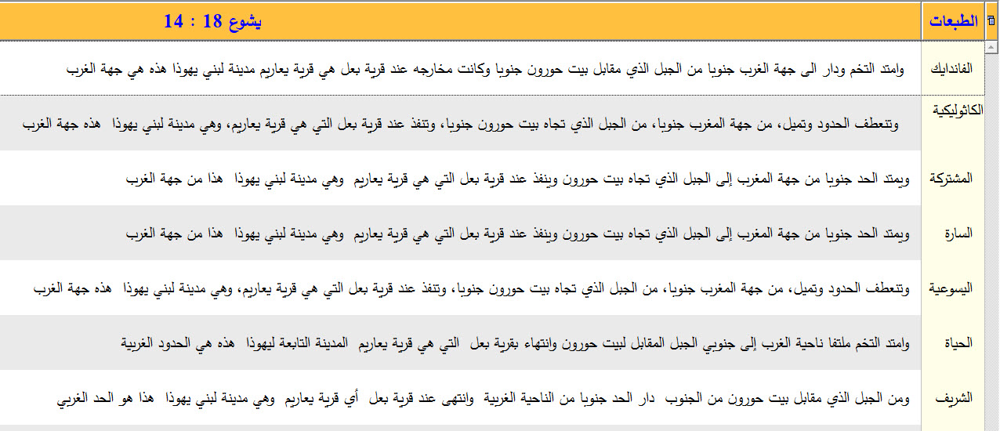 الطبعات يشوع 18 : 14
الفاندايك وامتد التخم ودار الى جهة الغرب جنوبا من الجبل الذي مقابل بيت حورون جنوبا وكانت مخارجه عند قرية بعل هي قرية يعاريم مدينة لبني يهوذا هذه هي جهة الغرب
الكاثوليكية وتنعطف الحدود وتميل، من جهة المغرب جنوبا، من الجبل الذي تجاه بيت حورون جنوبا، وتنفذ عند قرية بعل التي هي قرية يعاريم، وهي مدينة لبني يهوذا هذه جهة الغرب
المشتركة ويمتد الحد جنوبا من جهة المغرب إلى الجبل الذي تجاه بيت حورون وينفذ عند قرية بعل التي هي قرية يعاريم وهي مدينة لبني يهوذا هذا من جهة الغرب
السارة ويمتد الحد جنوبا من جهة المغرب إلى الجبل الذي تجاه بيت حورون وينفذ عند قرية بعل التي هي قرية يعاريم وهي مدينة لبني يهوذا هذا من جهة الغرب
اليسوعية وتنعطف الحدود وتميل، من جهة المغرب جنوبا، من الجبل الذي تجاه بيت حورون جنوبا، وتنفذ عند قرية بعل التي هي قرية يعاريم، وهي مدينة لبني يهوذا هذه جهة الغرب
الحياة وامتد التخم ملتفا ناحية الغرب إلى جنوبي الجبل المقابل لبيت حورون وانتهاء بقرية بعل التي هي قرية يعاريم المدينة التابعة ليهوذا هذه هي الحدود الغربية
الشريف ومن الجبل الذي مقابل بيت حورون من الجنوب دار الحد جنوبا من الناحية الغربية وانتهى عند قرية بعل أي قرية يعاريم وهي مدينة لبني يهوذا هذا هو الحد الغربي